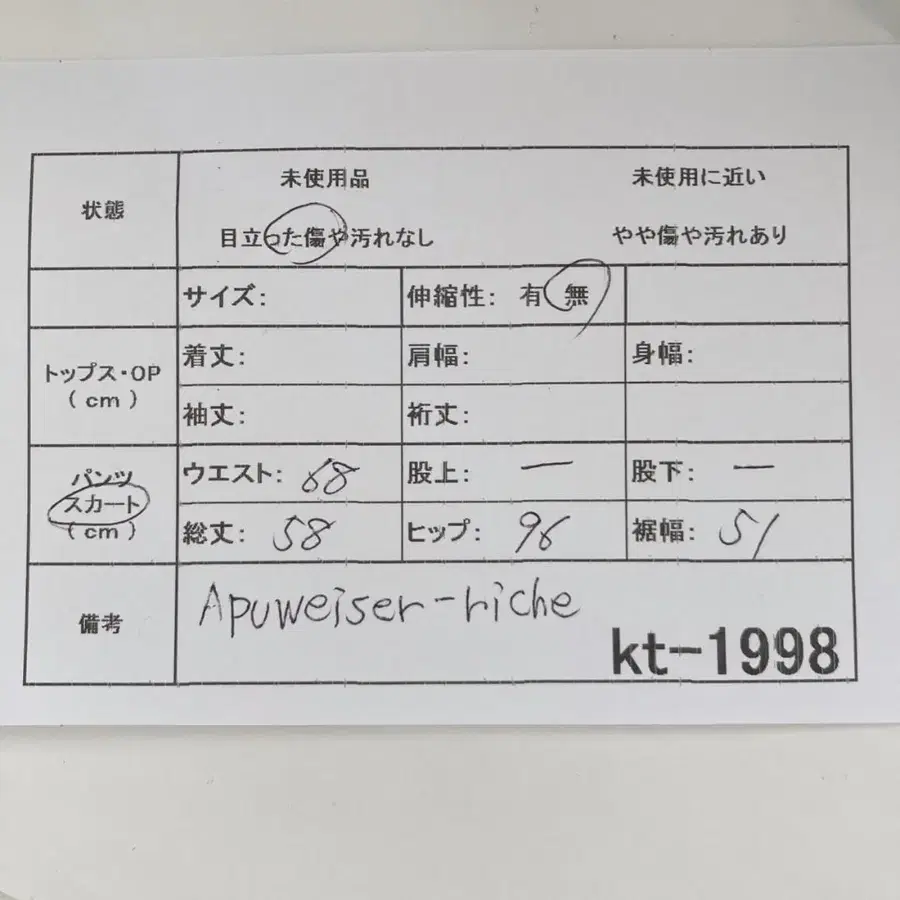 状態
未使用品 未使用に近い
目立った傷や汚れなし やや傷や汚れあり
サイズ: 伸縮性: 有 無
トップス・OP
(cm)
着丈: 肩幅: 身幅:
袖丈: 裄丈:
パンツ
スカート
(cm)
ウエスト: 68 股上: ー 股下: ー
総丈: 58 ヒップ: 96 裾幅: 51
備考
Apuweiser-riche
kt-1998